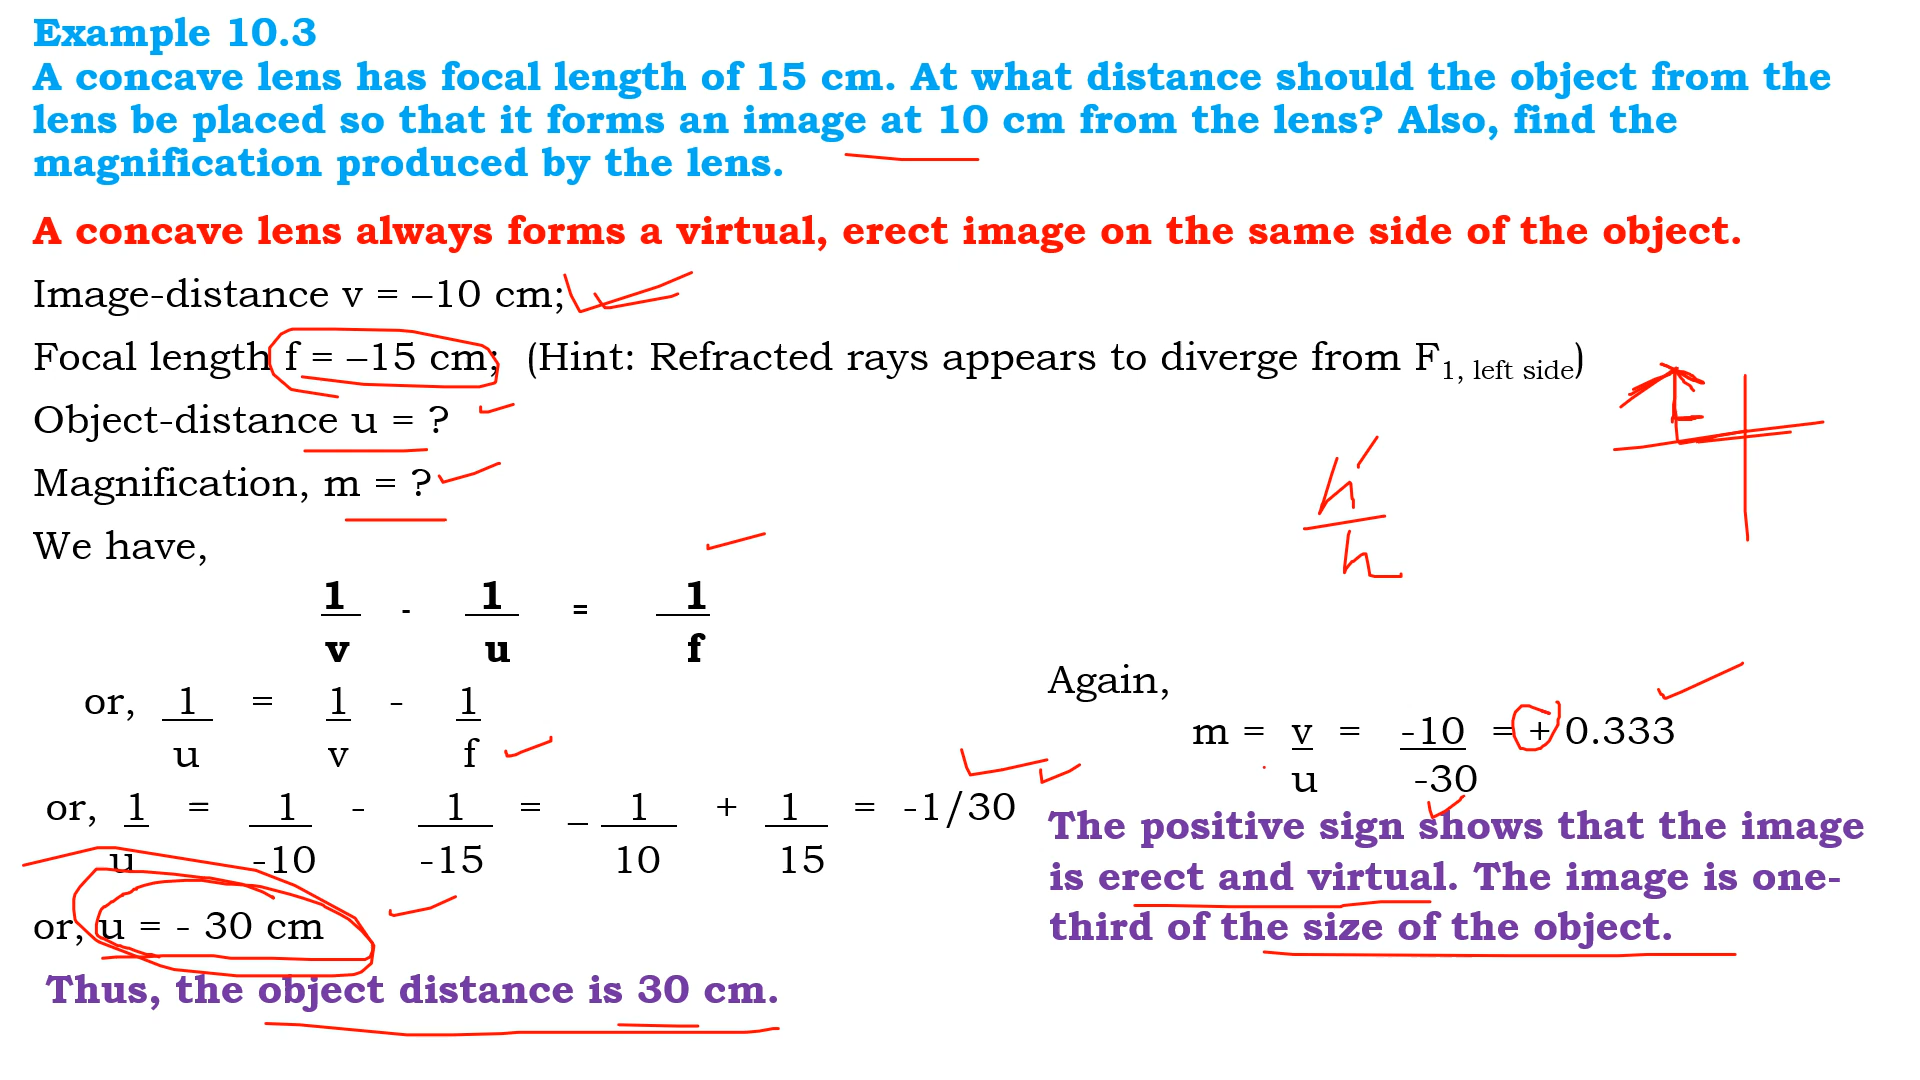 Example 10.3
A concave lens has focal length of 15 cm. At what distance should the object from the
lens be placed so that it forms an image at 10 cm from the lens? Also, find the
magnification produced by the lens.
A concave lens always forms a virtual, erect image on the same side of the object.
Image-distance v = –10 cm;
Focal length f = –15 cm; (Hint: Refracted rays appears to diverge from F1, left side)
Object-distance u = ?
Magnification, m = ?
We have,
1 - 1 = 1
v u f
or, 1 = 1 - 1
u v f
or, 1 = 1 - 1 = _ 1 + 1 = -1/30
u -10 -15 10 15
or, u = - 30 cm
Thus, the object distance is 30 cm.
h'
h
Again,
m = v = -10 = + 0.333
u -30
The positive sign shows that the image
is erect and virtual. The image is one-
third of the size of the object.